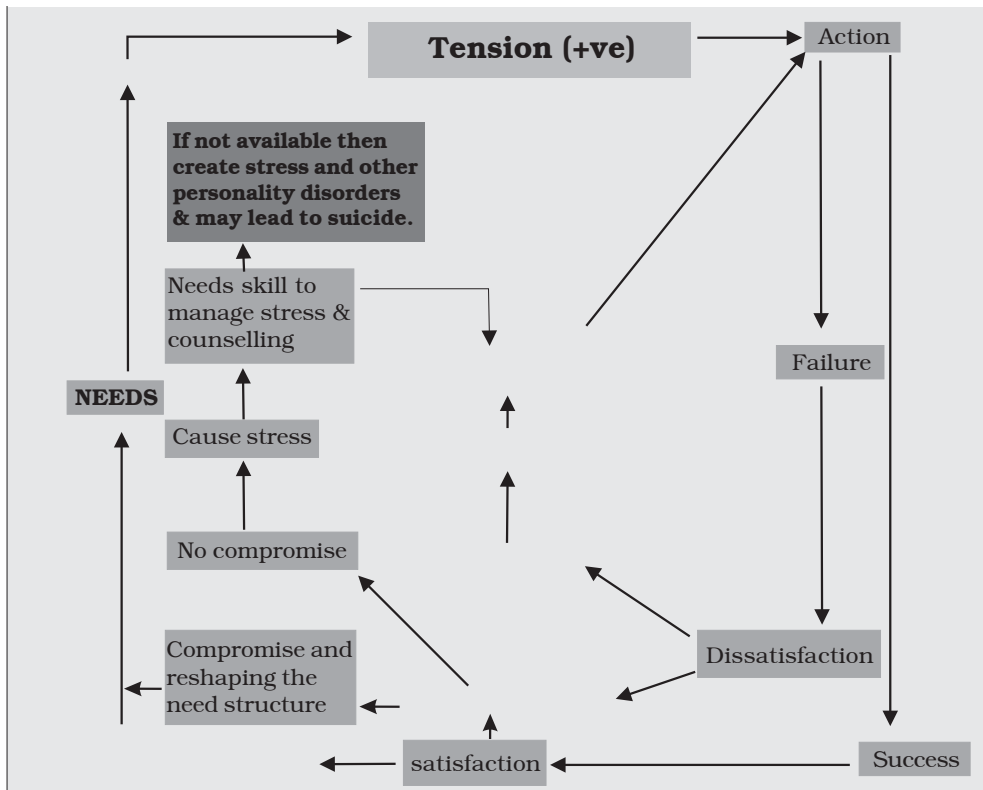 Tension (+ve)
Action
If not available then
create stress and other
personality disorders
& may lead to suicide.
Needs skill to
manage stress &
counselling
Failure
NEEDS
Cause stress
No compromise
Compromise and
reshaping the
need structure
Dissatisfaction
satisfaction
Success